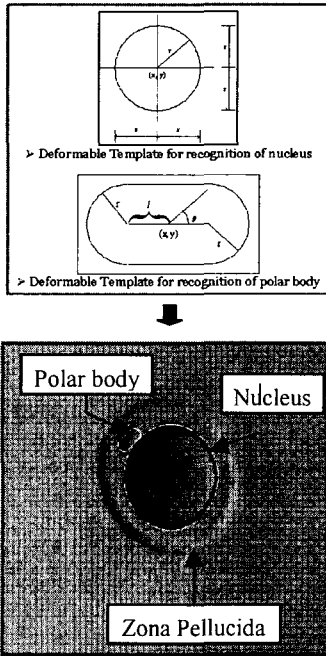 r
(x, y)
r
r
r
r
➤ Deformable Template for recognition of nucleus
r
l
θ
(x, y)
r
➤ Deformable Template for recognition of polar body
Polar body
Nucleus
Zona Pellucida